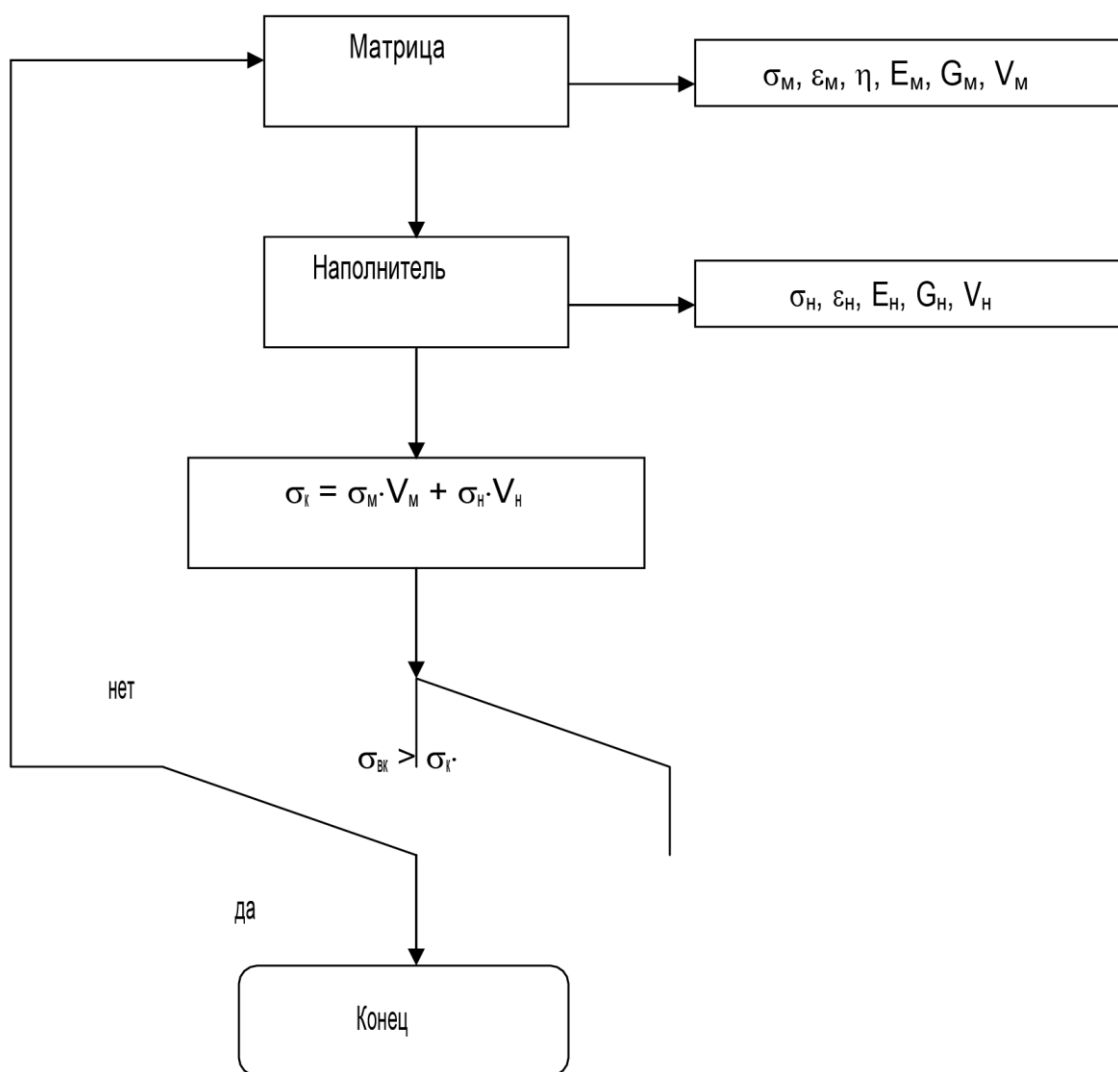 Матрица
σм, εм, η, Eм, Gм, Vм
Наполнитель
σн, εн, Eн, Gн, Vн
σк = σм·Vм + σн·Vн
нет
σвк > σк·
да
Конец